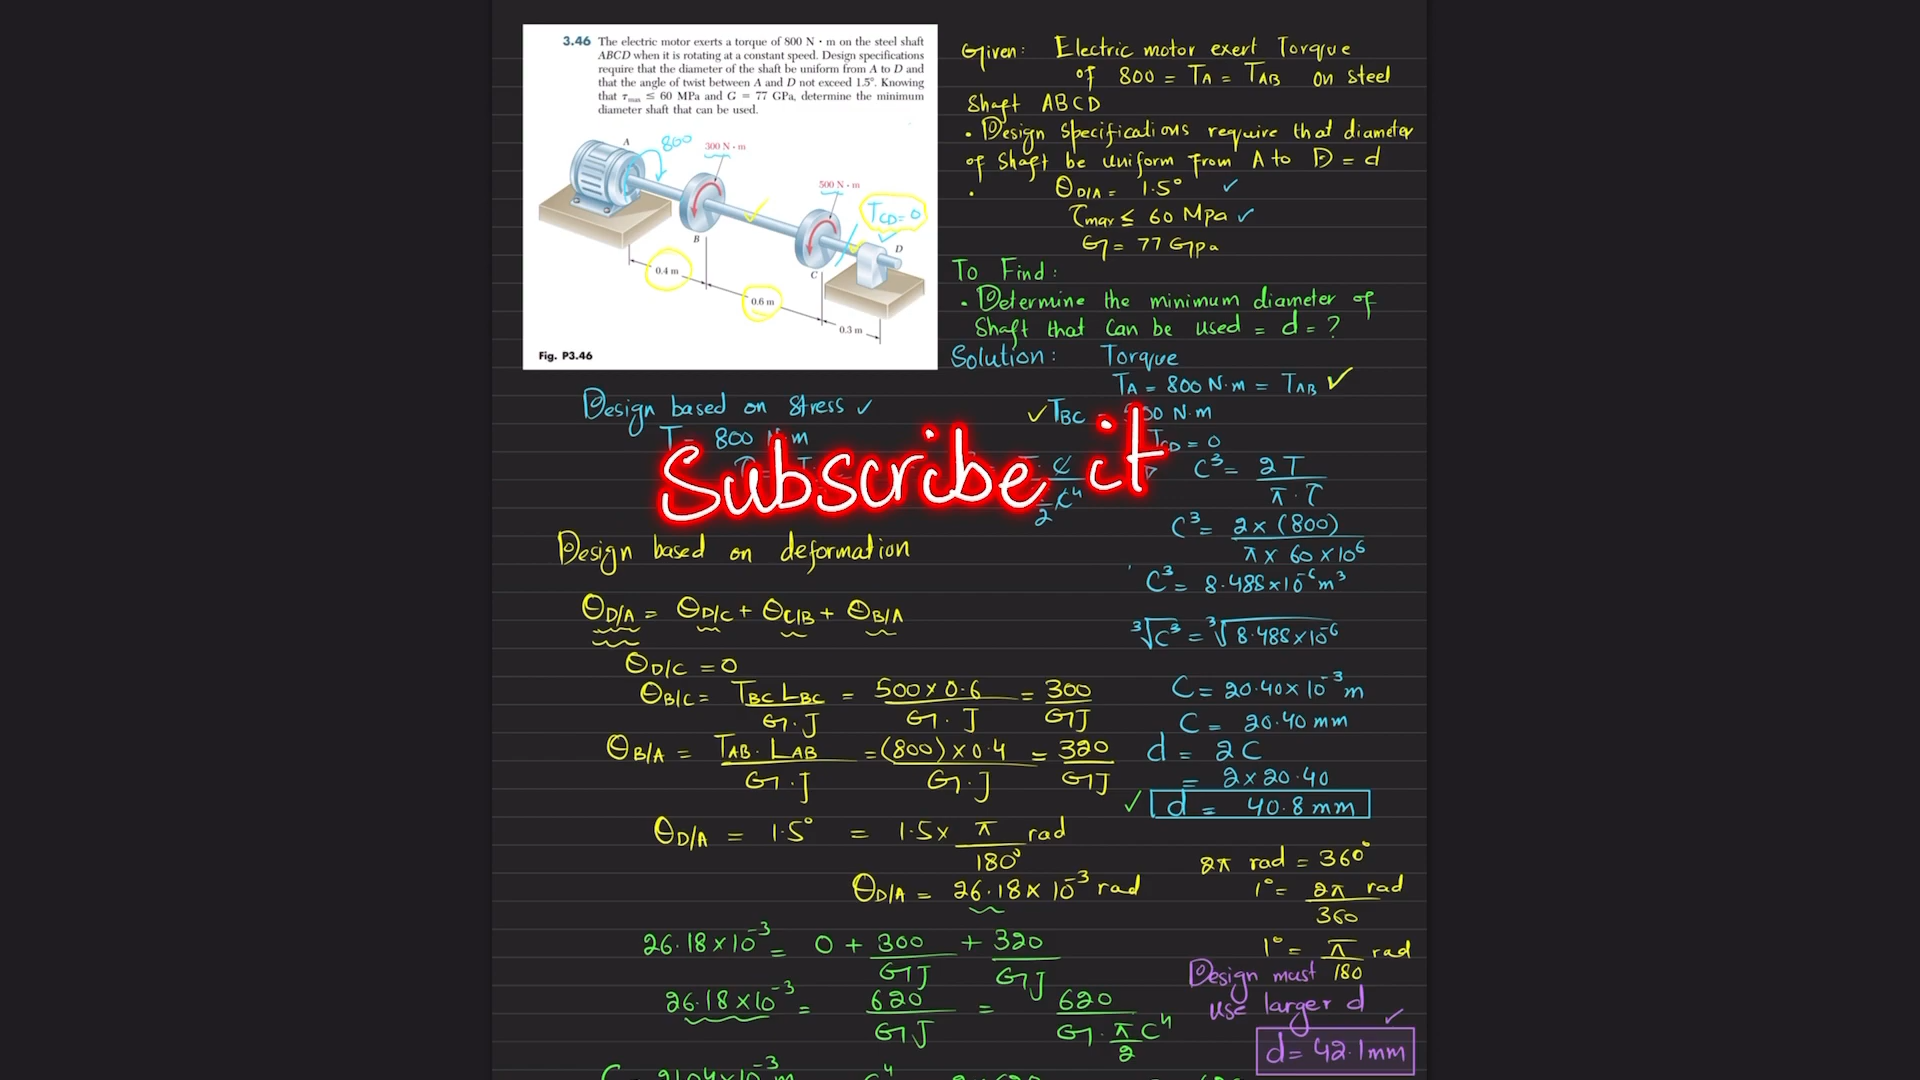 3.46 The electric motor exerts a torque of 800 N · m on the steel shaft
ABCD when it is rotating at a constant speed. Design specifications
require that the diameter of the shaft be uniform from A to D and
that the angle of twist between A and D not exceed 1.5°. Knowing
that τmax ≤ 60 MPa and G = 77 GPa, determine the minimum
diameter shaft that can be used.
A
800
300 N · m
500 N · m
TCD = 0
B
D
C
0.4 m
0.6 m
0.3 m
Fig. P3.46
Given: Electric motor exert Torque
of 800 = TA = TAB on steel
Shaft ABCD
• Design Specifications require that diameter
of Shaft be uniform from A to D = d
• θD/A = 1.5° ✓
τmax ≤ 60 Mpa ✓
G = 77 Gpa
To Find:
• Determine the minimum diameter of
Shaft that can be used = d = ?
Solution: Torque
TA = 800 N·m = TAB ✓
✓ TBC = 500 N·m
TCD = 0
Design based on Stress ✓
T = 800 N·m
Subscribe it
C³ = 2T / π · τ
C³ = 2 × (800) / π × 60 × 10⁶
C³ = 8.488 × 10⁻⁶ m³
³√C³ = ³√8.488 × 10⁻⁶
C = 20.40 × 10⁻³ m
C = 20.40 mm
d = 2C
= 2 × 20.40
✓ d = 40.8 mm
Design based on deformation
θD/A = θD/C + θC/B + θB/A
θD/C = 0
θB/C = TBC LBC / G · J = 500 × 0.6 / G · J = 300 / GJ
θB/A = TAB · LAB / G · J = (800) × 0.4 / G · J = 320 / GJ
θD/A = 1.5° = 1.5 × π / 180° rad
θD/A = 26.18 × 10⁻³ rad
2π rad = 360°
1° = 2π / 360 rad
1° = π / 180 rad
26.18 × 10⁻³ = 0 + 300 / GJ + 320 / GJ
26.18 × 10⁻³ = 620 / GJ = 620 / G · π/2 C⁴
Design must
use larger d ✓
d = 42.1 mm